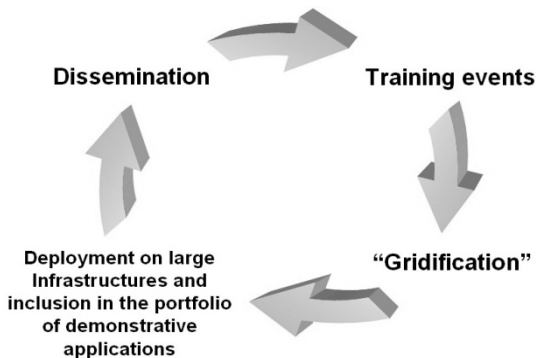 Dissemination
Training events
“Gridification”
Deployment on large
Infrastructures and
inclusion in the portfolio
of demonstrative
applications